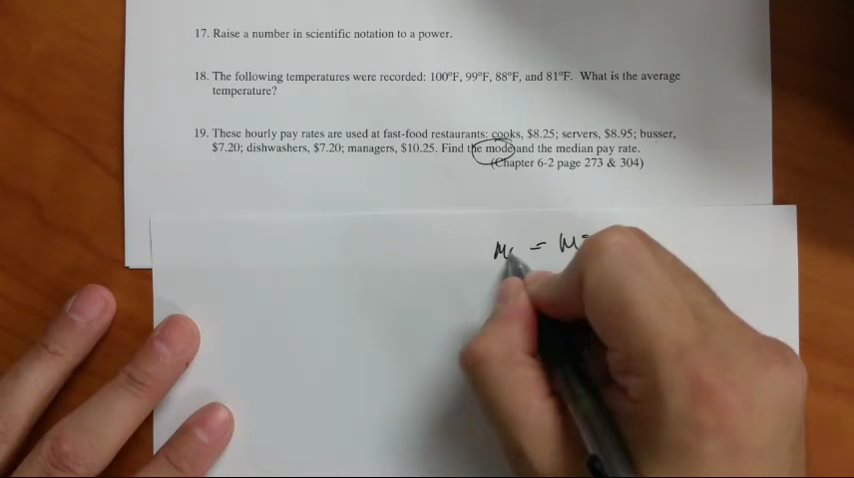 17. Raise a number in scientific notation to a power.
18. The following temperatures were recorded: 100°F, 99°F, 88°F, and 81°F. What is the average
temperature?
19. These hourly pay rates are used at fast-food restaurants: cooks, $8.25; servers, $8.95; busser,
$7.20; dishwashers, $7.20; managers, $10.25. Find the mode and the median pay rate.
(Chapter 6-2 page 273 & 304)
=